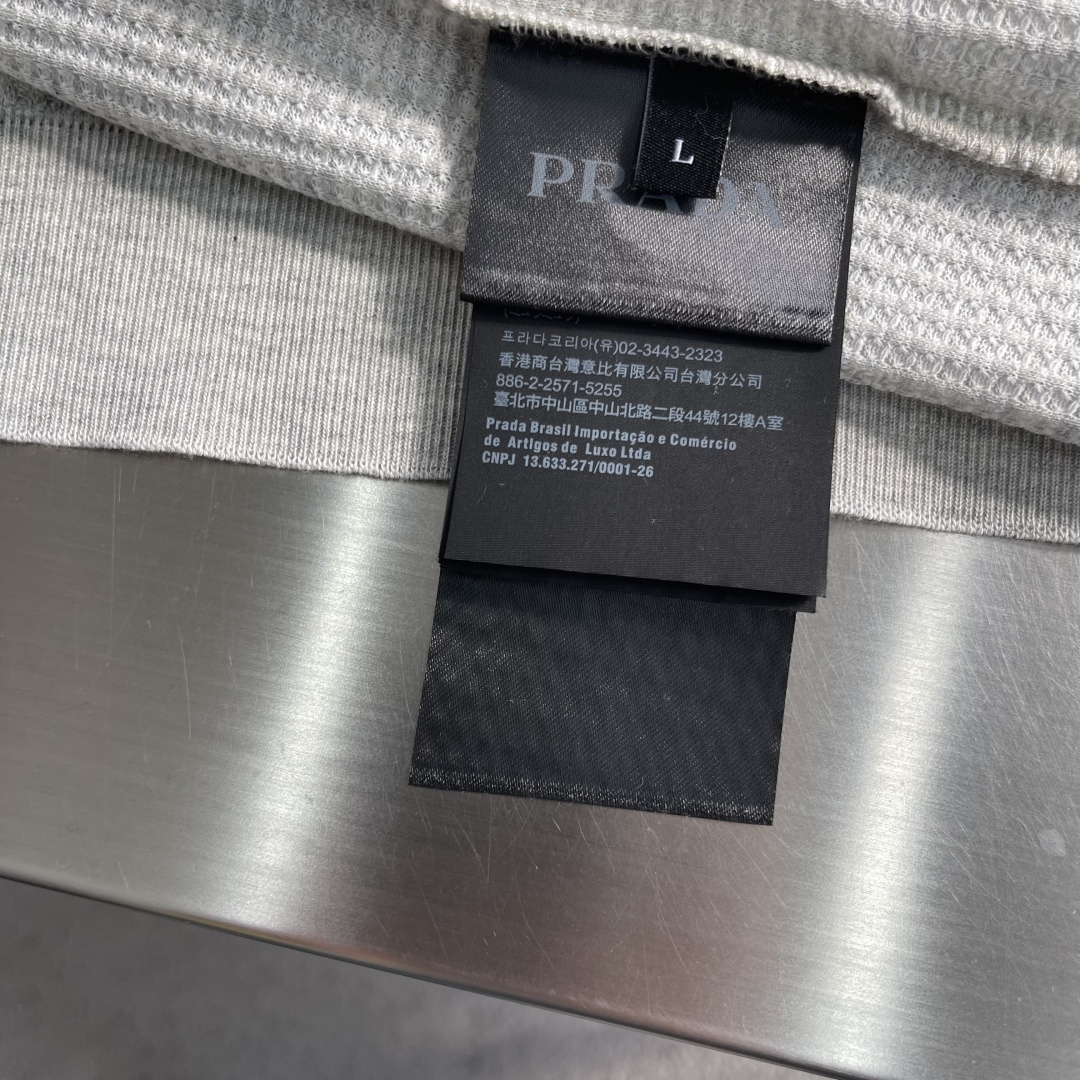 L
PRADA
프라다코리아(유)02-3443-2323
香港商台灣意比有限公司台灣分公司
886-2-2571-5255
臺北市中山區中山北路二段44號12樓A室
Prada Brasil Importação e Comércio
de Artigos de Luxo Ltda
CNPJ 13.633.271/0001-26